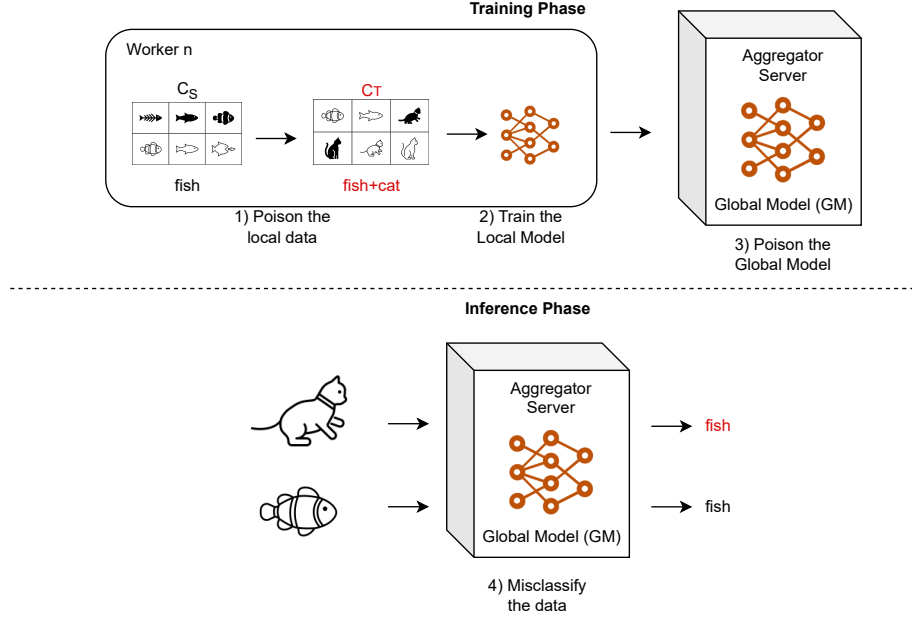 Training Phase
Worker n
CS
CT
fish
fish+cat
1) Poison the
local data
2) Train the
Local Model
Aggregator
Server
Global Model (GM)
3) Poison the
Global Model
Inference Phase
Aggregator
Server
Global Model (GM)
fish
fish
4) Misclassify
the data